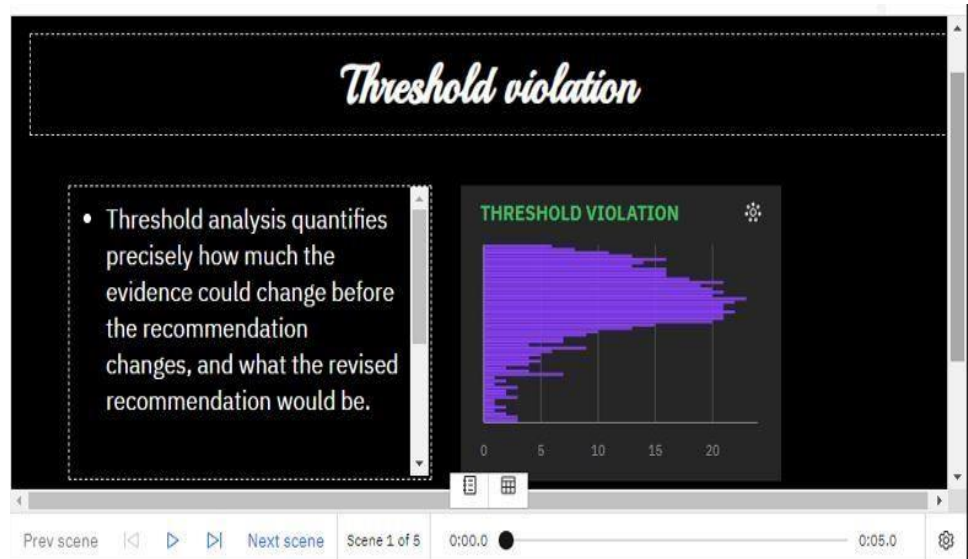 Threshold violation
• Threshold analysis quantifies
precisely how much the
evidence could change before
the recommendation
changes, and what the revised
recommendation would be.
THRESHOLD VIOLATION
0 5 10 15 20
Prev scene Next scene Scene 1 of 5 0:00.0 0:05.0